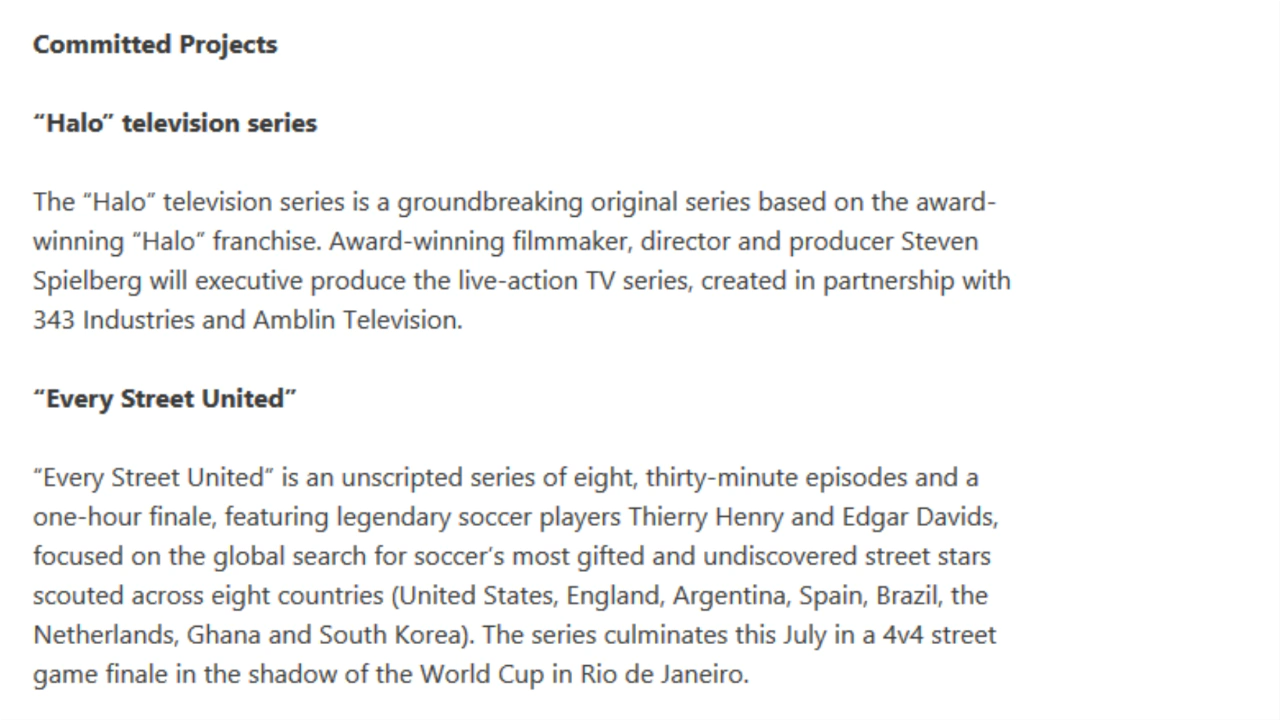 Committed Projects
“Halo” television series
The “Halo” television series is a groundbreaking original series based on the award-
winning “Halo” franchise. Award-winning filmmaker, director and producer Steven
Spielberg will executive produce the live-action TV series, created in partnership with
343 Industries and Amblin Television.
“Every Street United”
“Every Street United” is an unscripted series of eight, thirty-minute episodes and a
one-hour finale, featuring legendary soccer players Thierry Henry and Edgar Davids,
focused on the global search for soccer’s most gifted and undiscovered street stars
scouted across eight countries (United States, England, Argentina, Spain, Brazil, the
Netherlands, Ghana and South Korea). The series culminates this July in a 4v4 street
game finale in the shadow of the World Cup in Rio de Janeiro.